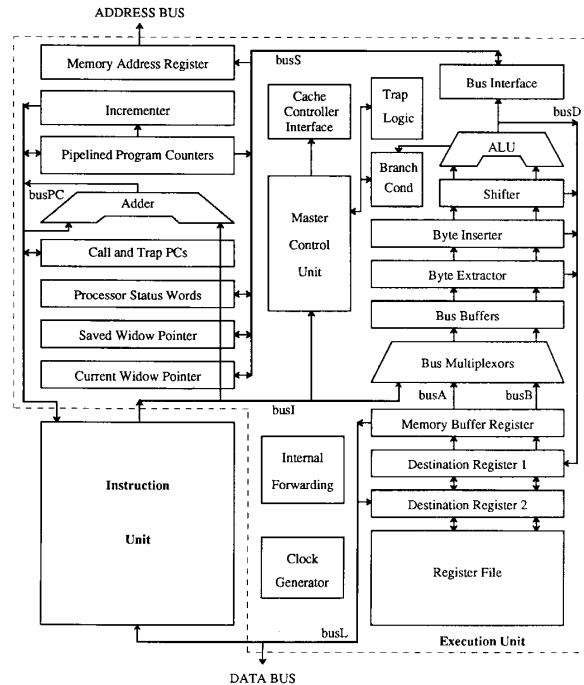 ADDRESS BUS
Memory Address Register
busS
Bus Interface
Incrementer
Cache
Controller
Interface
Trap
Logic
busD
Pipelined Program Counters
ALU
busPC
Adder
Branch
Cond
Shifter
Master
Control
Unit
Byte Inserter
Call and Trap PCs
Byte Extractor
Processor Status Words
Bus Buffers
Saved Widow Pointer
Bus Multiplexors
Current Widow Pointer
busA
busB
busI
Memory Buffer Register
Internal
Forwarding
Destination Register 1
Instruction
Unit
Destination Register 2
Clock
Generator
Register File
busL
Execution Unit
DATA BUS